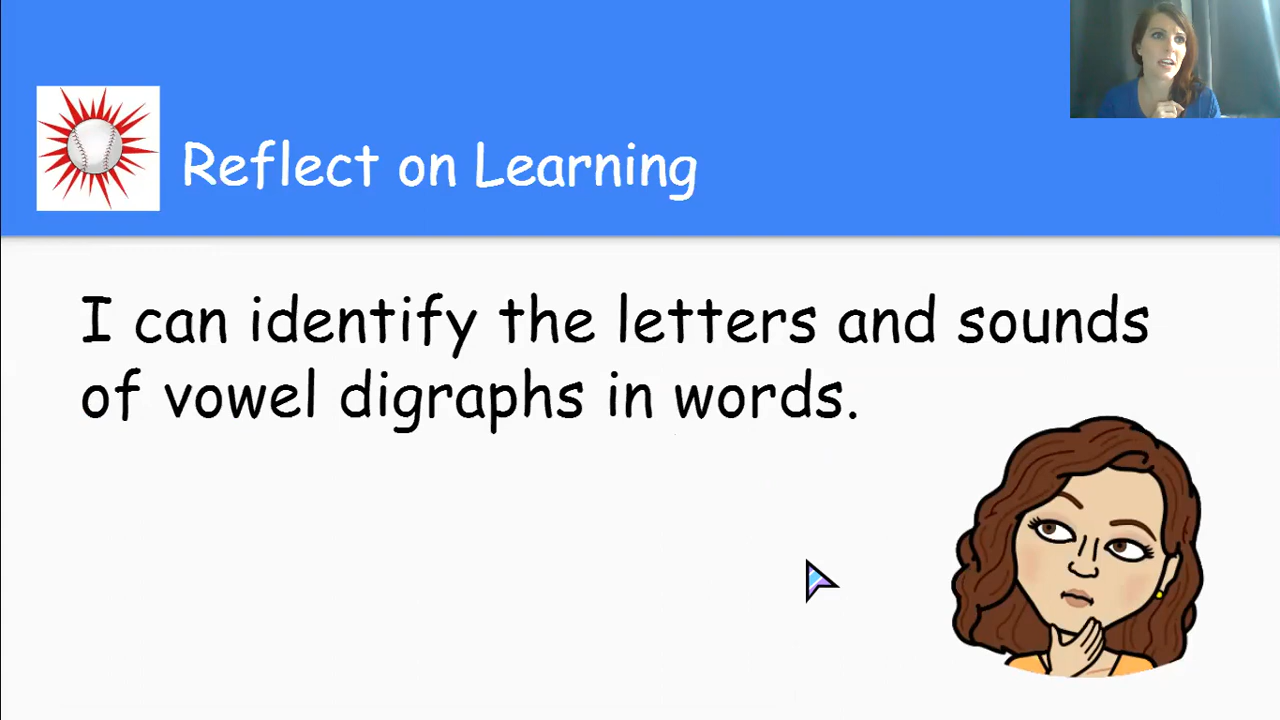 Reflect on Learning
I can identify the letters and sounds
of vowel digraphs in words.